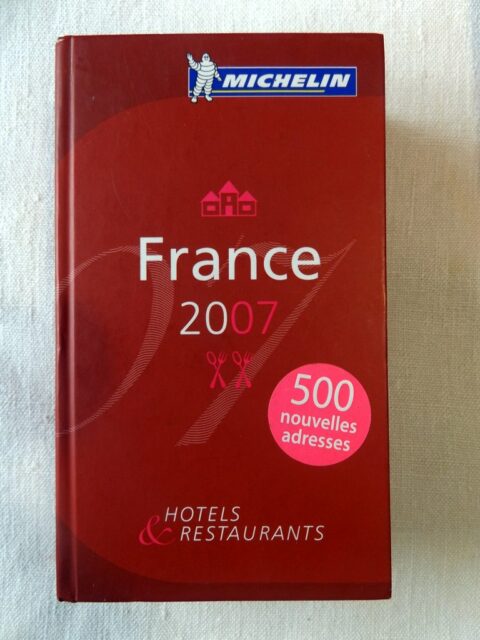 MICHELIN
France
2007
500
nouvelles
adresses
HOTELS
& RESTAURANTS